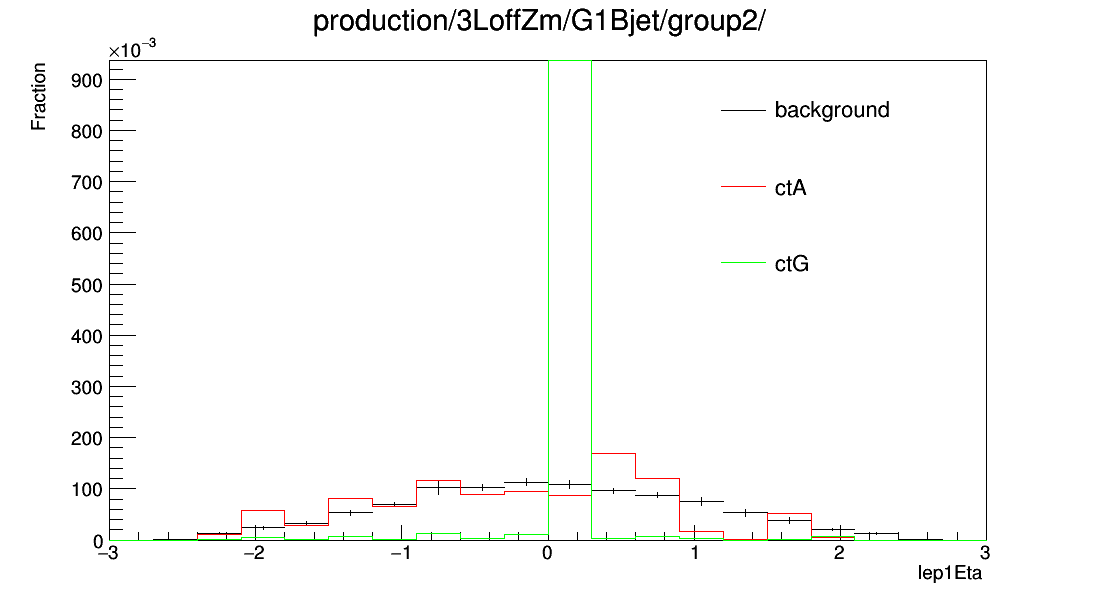 production/3LoffZm/G1Bjet/group2/
×10⁻³
Fraction
900
800
700
600
500
400
300
200
100
0
background
ctA
ctG
−3 −2 −1 0 1 2 3
lep1Eta